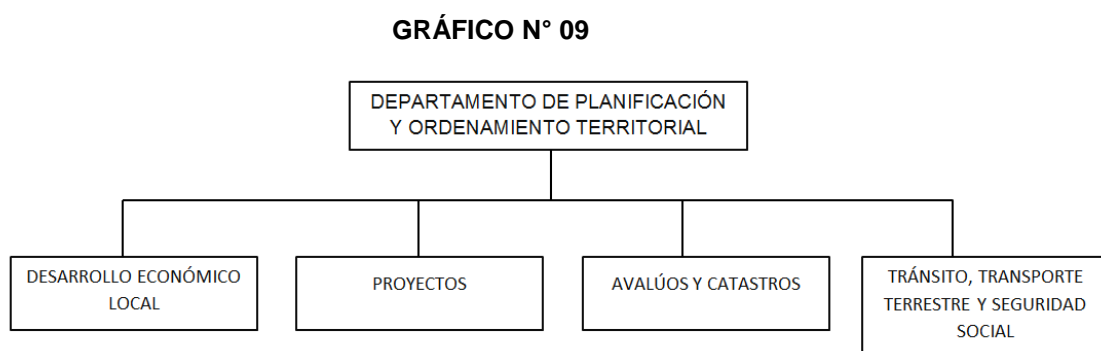 GRÁFICO N° 09
DEPARTAMENTO DE PLANIFICACIÓN
Y ORDENAMIENTO TERRITORIAL
DESARROLLO ECONÓMICO
LOCAL
PROYECTOS
AVALÚOS Y CATASTROS
TRÁNSITO, TRANSPORTE
TERRESTRE Y SEGURIDAD
SOCIAL